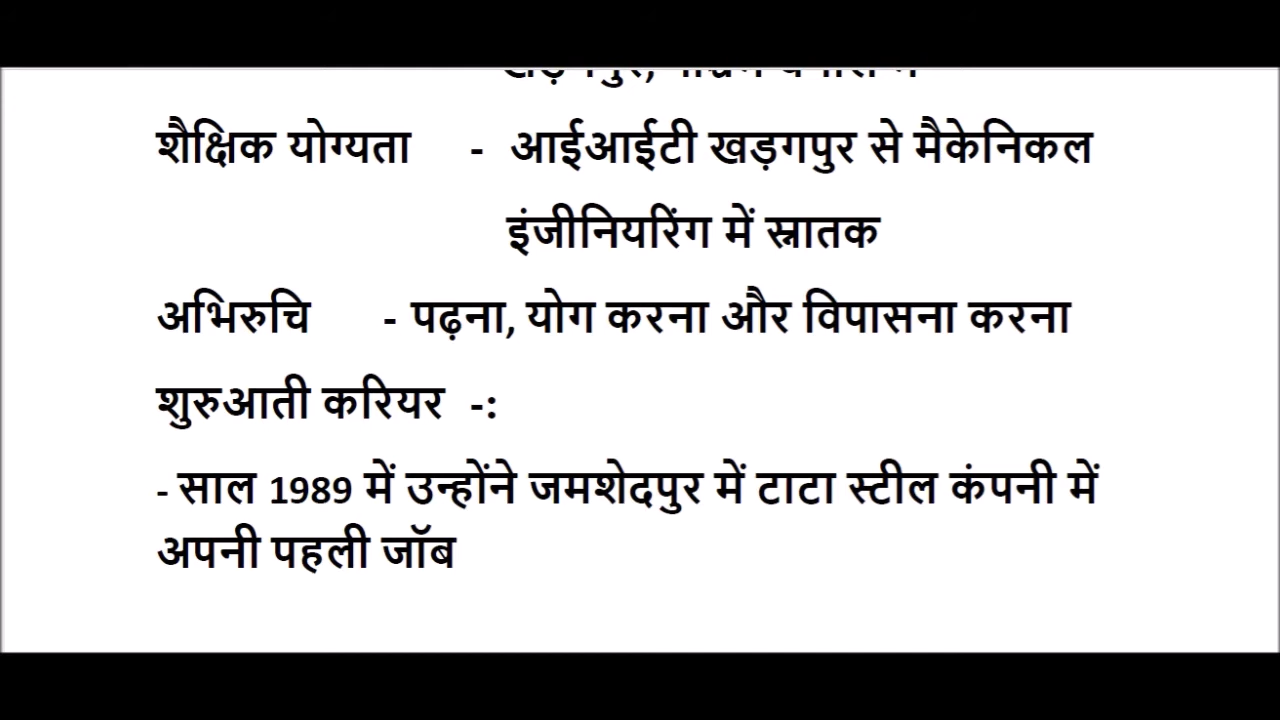 शैक्षिक योग्यता - आईआईटी खड़गपुर से मैकेनिकल
इंजीनियरिंग में स्नातक
अभिरुचि - पढ़ना, योग करना और विपासना करना
शुरुआती करियर -:
- साल 1989 में उन्होंने जमशेदपुर में टाटा स्टील कंपनी में
अपनी पहली जॉब